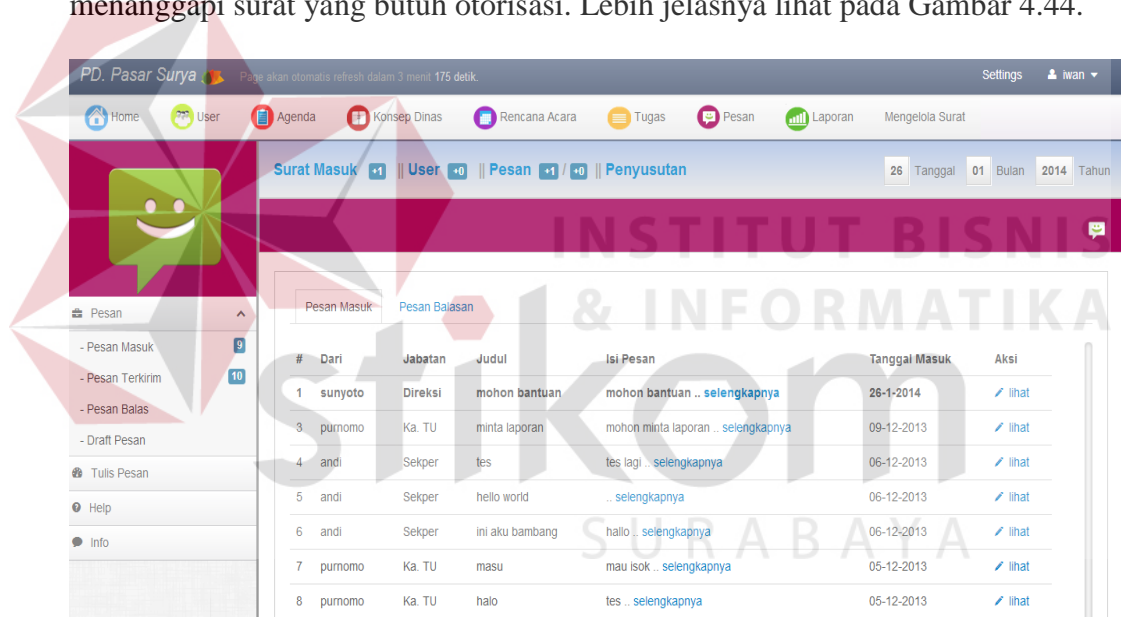 menanggapi surat yang butuh otorisasi. Lebih jelasnya lihat pada Gambar 4.44.
PD. Pasar Surya Page akan otomatis refresh dalam 3 menit 175 detik. Settings iwan
Home User Agenda Konsep Dinas Rencana Acara Tugas Pesan Laporan Mengelola Surat
Surat Masuk +1 || User +0 || Pesan +1 / +0 || Penyusutan 26 Tanggal 01 Bulan 2014 Tahun
INSTITUT BISNIS
& INFORMATIKA
stikom
SURABAYA
Pesan
- Pesan Masuk 9
- Pesan Terkirim 10
- Pesan Balas
- Draft Pesan
Tulis Pesan
Help
Info
Pesan Masuk Pesan Balasan
# Dari Jabatan Judul Isi Pesan Tanggal Masuk Aksi
1 sunyoto Direksi mohon bantuan mohon bantuan .. selengkapnya 26-1-2014 lihat
3 purnomo Ka. TU minta laporan mohon minta laporan .. selengkapnya 09-12-2013 lihat
4 andi Sekper tes tes lagi .. selengkapnya 06-12-2013 lihat
5 andi Sekper hello world .. selengkapnya 06-12-2013 lihat
6 andi Sekper ini aku bambang hallo .. selengkapnya 06-12-2013 lihat
7 purnomo Ka. TU masu mau isok .. selengkapnya 05-12-2013 lihat
8 purnomo Ka. TU halo tes .. selengkapnya 05-12-2013 lihat